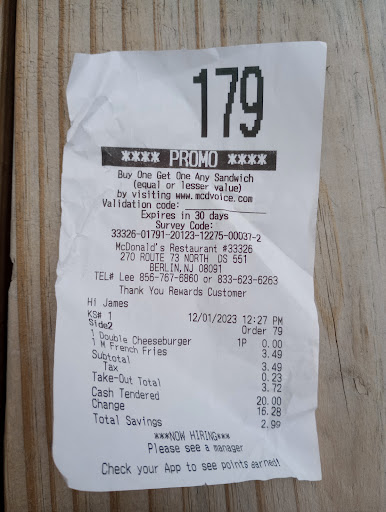 179
**** PROMO ****
Buy One Get One Any Sandwich
(equal or lesser value)
by visiting www.mcdvoice.com
Validation code:
Expires in 30 days
Survey Code:
33326-01791-20123-12275-00037-2
McDonald's Restaurant #33326
270 ROUTE 73 NORTH DS 551
BERLIN,NJ 08091
TEL# Lee 856-767-6860 or 833-623-6263
Thank You Rewards Customer
Hi James
KS# 1 12/01/2023 12:27 PM
Side2 Order 79
1 Double Cheeseburger 1P 0.00
1 M French Fries 3.49
Subtotal 3.49
Tax 0.23
Take-Out Total 3.72
Cash Tendered 20.00
Change 16.28
Total Savings 2.99
***NOW HIRING***
Please see a manager
Check your App to see points earned!